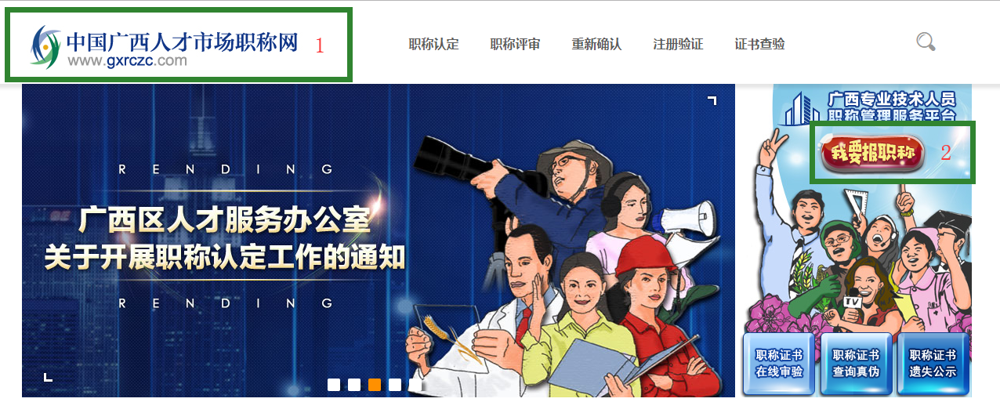 中国广西人才市场职称网
www.gxrczc.com
1
职称认定 职称评审 重新确认 注册验证 证书查验
RENDING
广西区人才服务办公室
关于开展职称认定工作的通知
RENDING
广西专业技术人员
职称管理服务平台
我要报职称
2
TV
职称证书
在线审验
职称证书
查询真伪
职称证书
遗失公示